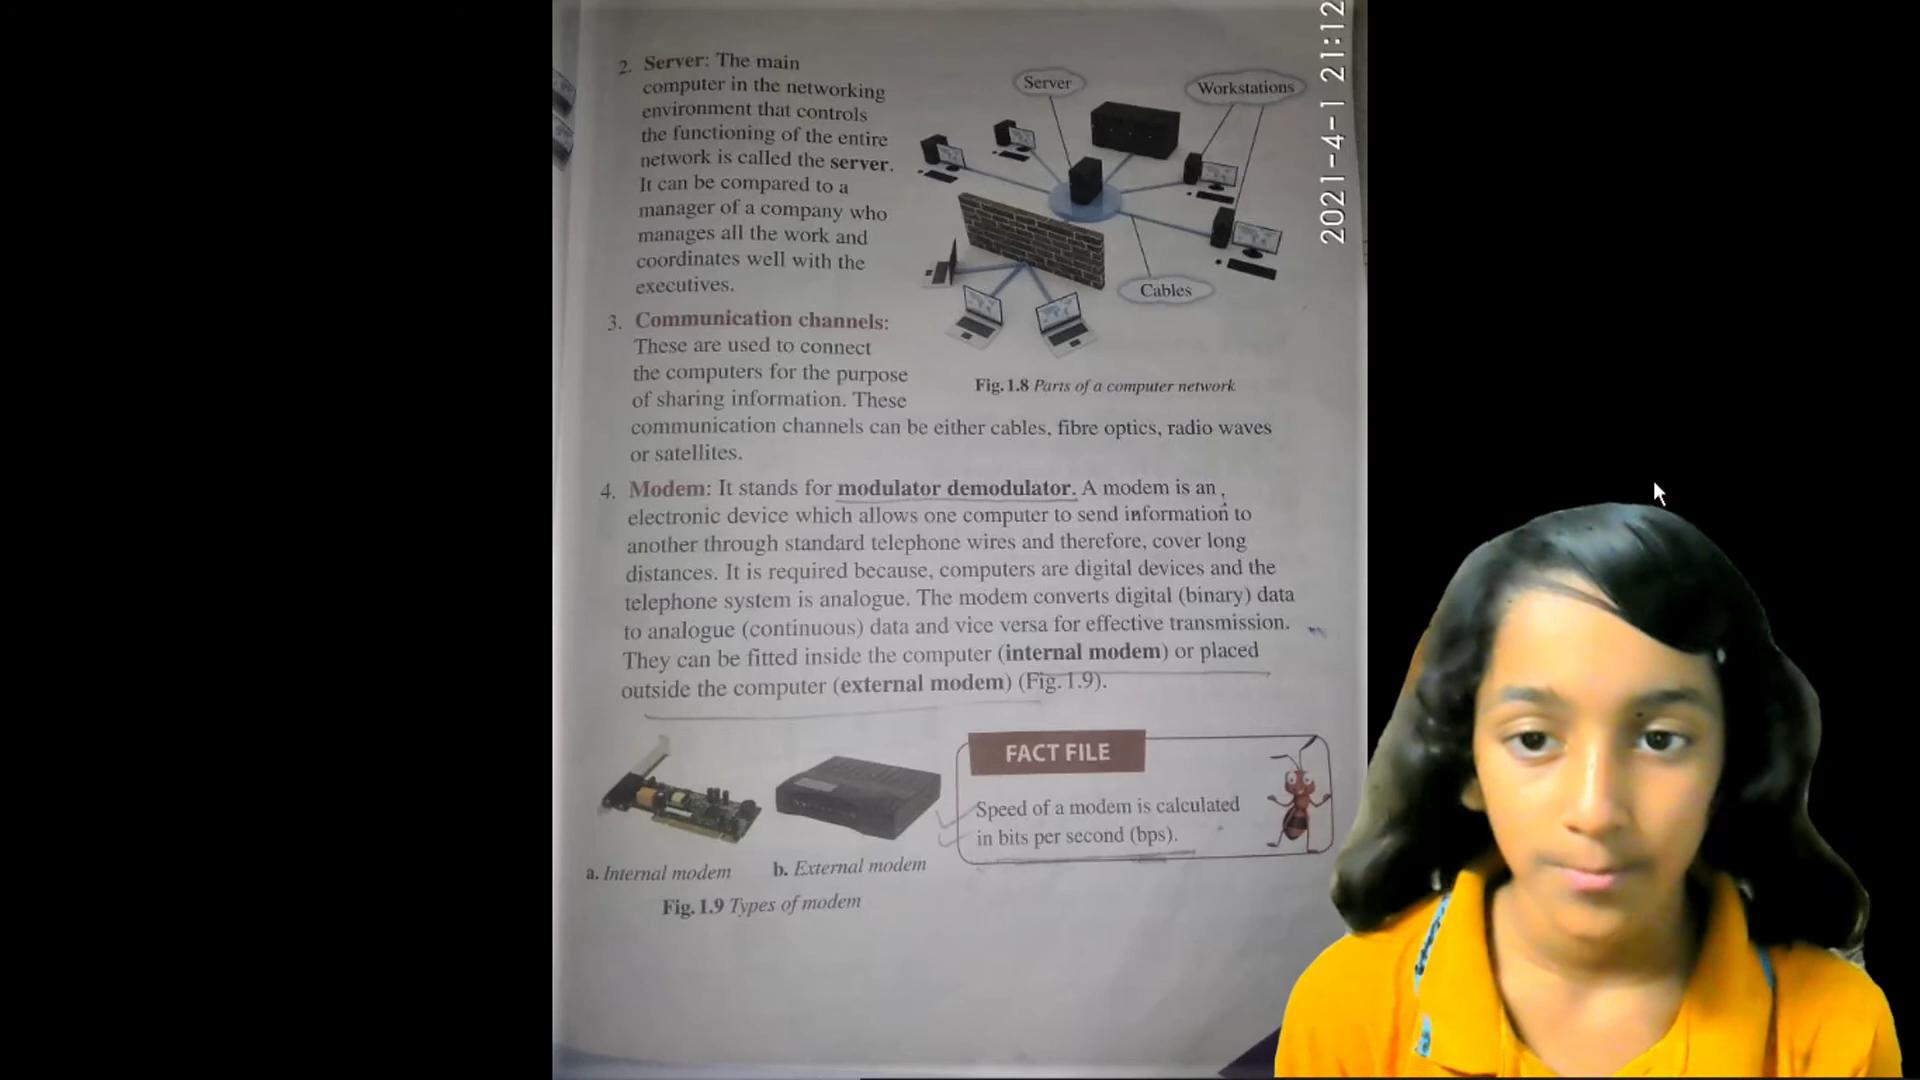 2. Server: The main
computer in the networking
environment that controls
the functioning of the entire
network is called the server.
It can be compared to a
manager of a company who
manages all the work and
coordinates well with the
executives.
Server
Workstations
Cables
Fig. 1.8 Parts of a computer network
3. Communication channels:
These are used to connect
the computers for the purpose
of sharing information. These
communication channels can be either cables, fibre optics, radio waves
or satellites.
4. Modem: It stands for modulator demodulator. A modem is an
electronic device which allows one computer to send information to
another through standard telephone wires and therefore, cover long
distances. It is required because, computers are digital devices and the
telephone system is analogue. The modem converts digital (binary) data
to analogue (continuous) data and vice versa for effective transmission.
They can be fitted inside the computer (internal modem) or placed
outside the computer (external modem) (Fig. 1.9).
a. Internal modem
b. External modem
Fig. 1.9 Types of modem
FACT FILE
Speed of a modem is calculated
in bits per second (bps).
2021-4-1 21:12